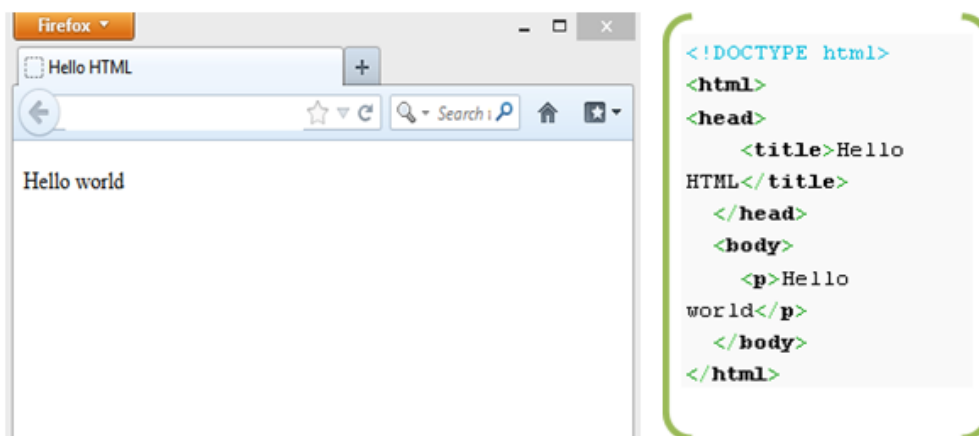 Firefox
Hello HTML
Search
Hello world
<!DOCTYPE html>
<html>
<head>
<title>Hello
HTML</title>
</head>
<body>
<p>Hello
world</p>
</body>
</html>